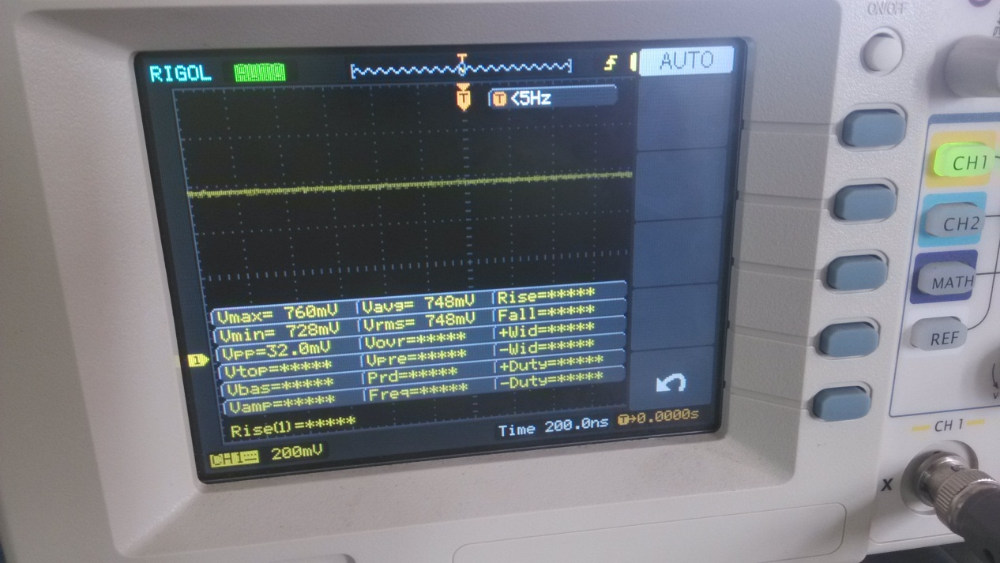 ON/OFF
RIGOL AUTO T AUTO
T T <5Hz
CH1
CH2
MATH
REF
Vmax= 760mV Vavg= 748mV Rise=*****
Vmin= 728mV Vrms= 748mV Fall=*****
Vpp=32.0mV Vovr=***** +Wid=*****
1 Vtop=***** Vpre=***** -Wid=*****
Vbas=***** Prd=***** +Duty=*****
Vamp=***** Freq=***** -Duty=*****
Rise(1)=*****
Time 200.0ns T→0.0000s
200mV
CH 1
X